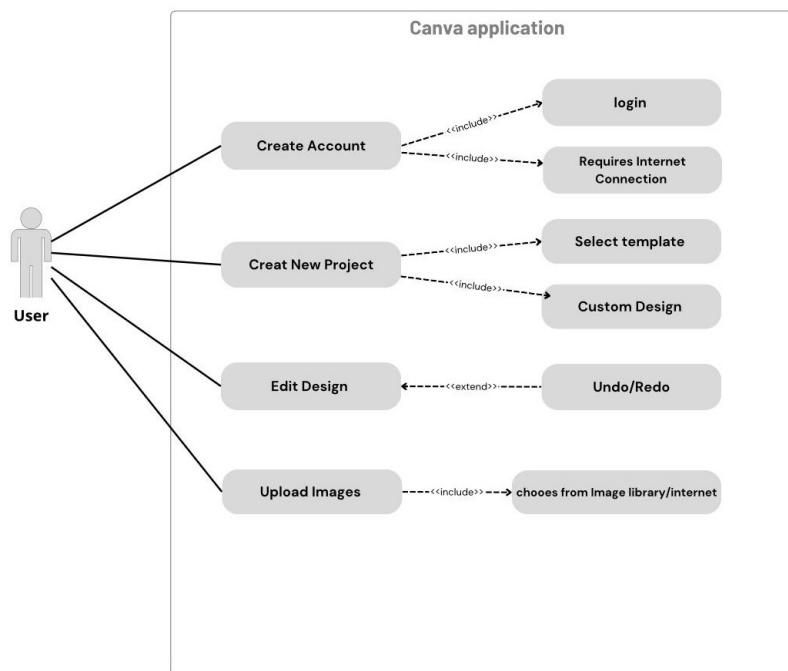 Canva application
login
Create Account
<<include>>
<<include>>
Requires Internet
Connection
Select template
Creat New Project
<<include>>
<<include>>
Custom Design
User
Edit Design
<<extend>>
Undo/Redo
Upload Images
<<include>>
chooes from Image library/internet